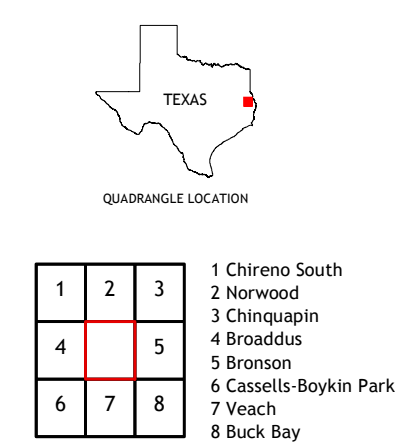 TEXAS
QUADRANGLE LOCATION
1 2 3
4 5
6 7 8
1 Chireno South
2 Norwood
3 Chinquapin
4 Broaddus
5 Bronson
6 Cassells-Boykin Park
7 Veach
8 Buck Bay